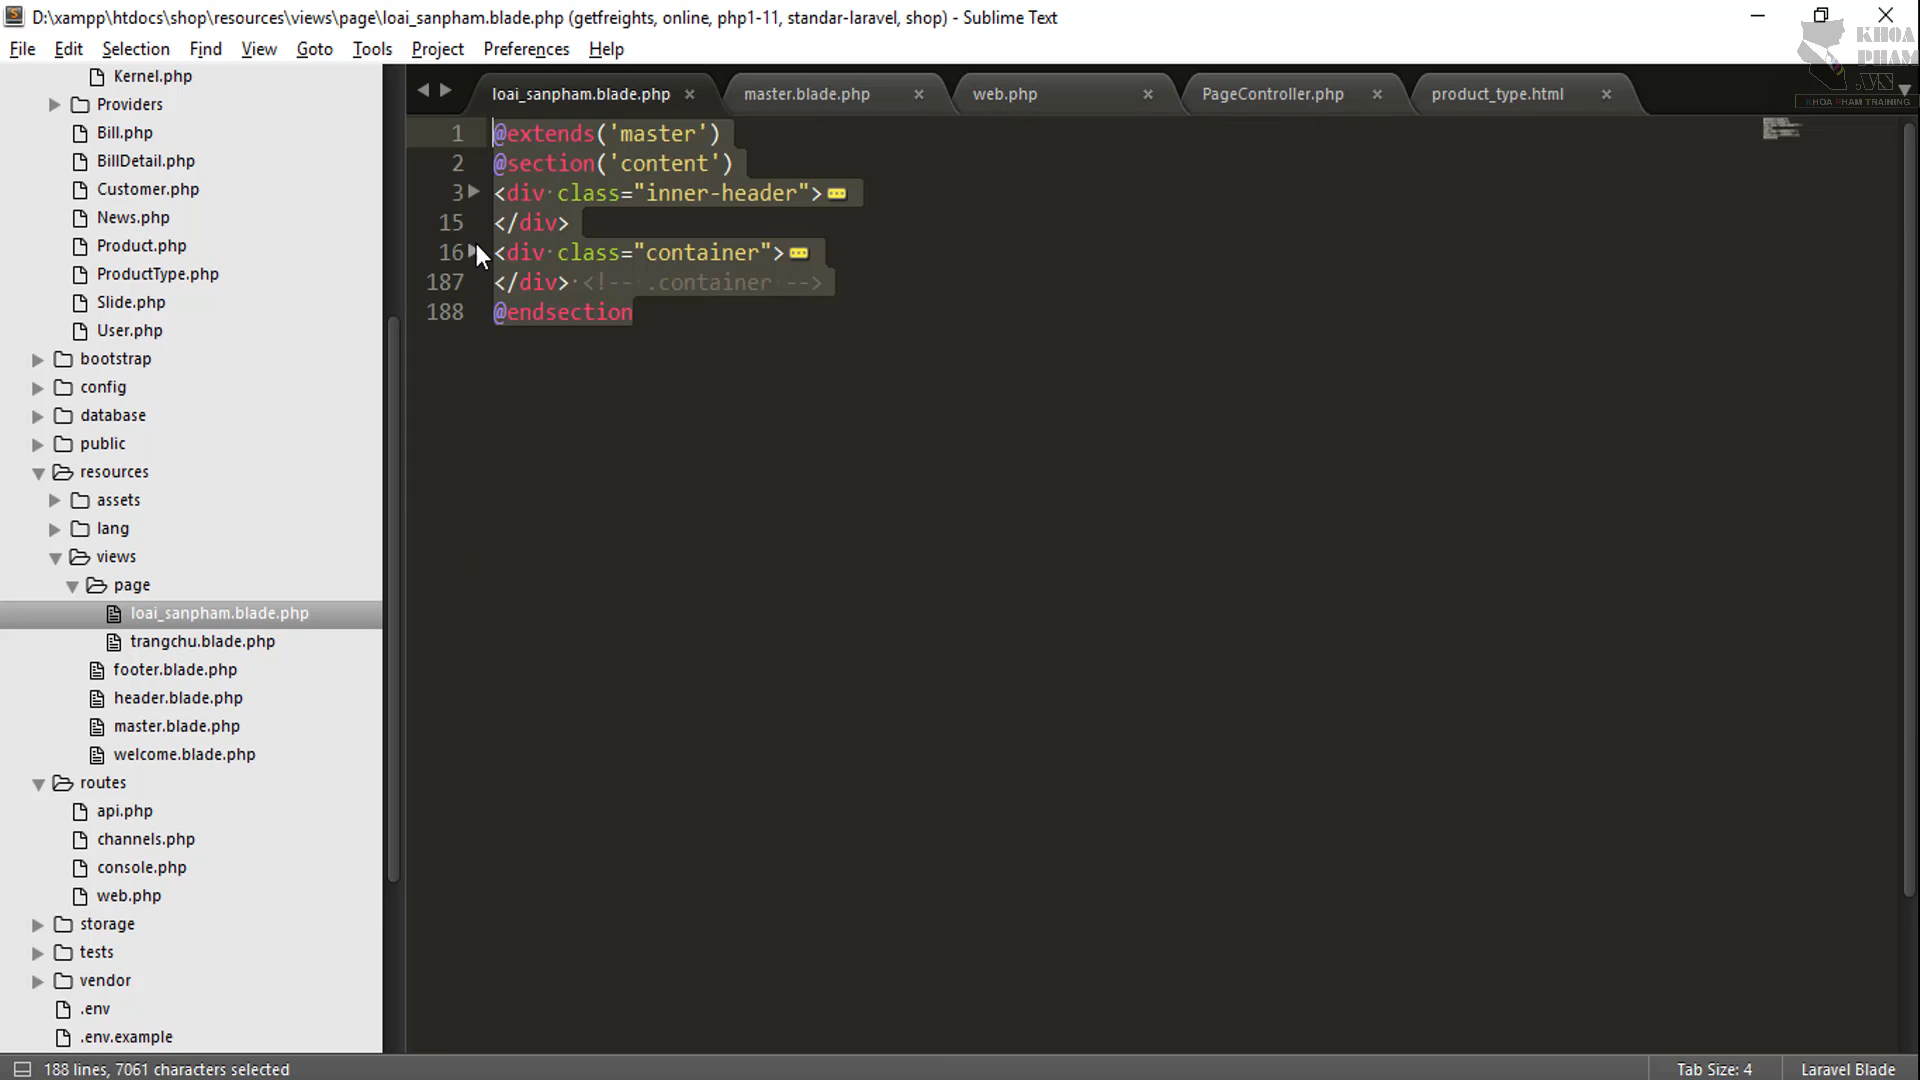 D:\xampp\htdocs\shop\resources\views\page\loai_sanpham.blade.php (getfreights, online, php1-11, standar-laravel, shop) - Sublime Text
File Edit Selection Find View Goto Tools Project Preferences Help
KHOA
PHAM
.VN
KHOA PHAM TRAINING
Kernel.php
Providers
Bill.php
BillDetail.php
Customer.php
News.php
Product.php
ProductType.php
Slide.php
User.php
bootstrap
config
database
public
resources
assets
lang
views
page
loai_sanpham.blade.php
trangchu.blade.php
footer.blade.php
header.blade.php
master.blade.php
welcome.blade.php
routes
api.php
channels.php
console.php
web.php
storage
tests
vendor
.env
.env.example
loai_sanpham.blade.php × master.blade.php × web.php × PageController.php × product_type.html ×
1 @extends('master')
2 @section('content')
3 <div class="inner-header">
15 </div>
16 <div class="container">
187 </div> <!-- .container -->
188 @endsection
188 lines, 7061 characters selected Tab Size: 4 Laravel Blade